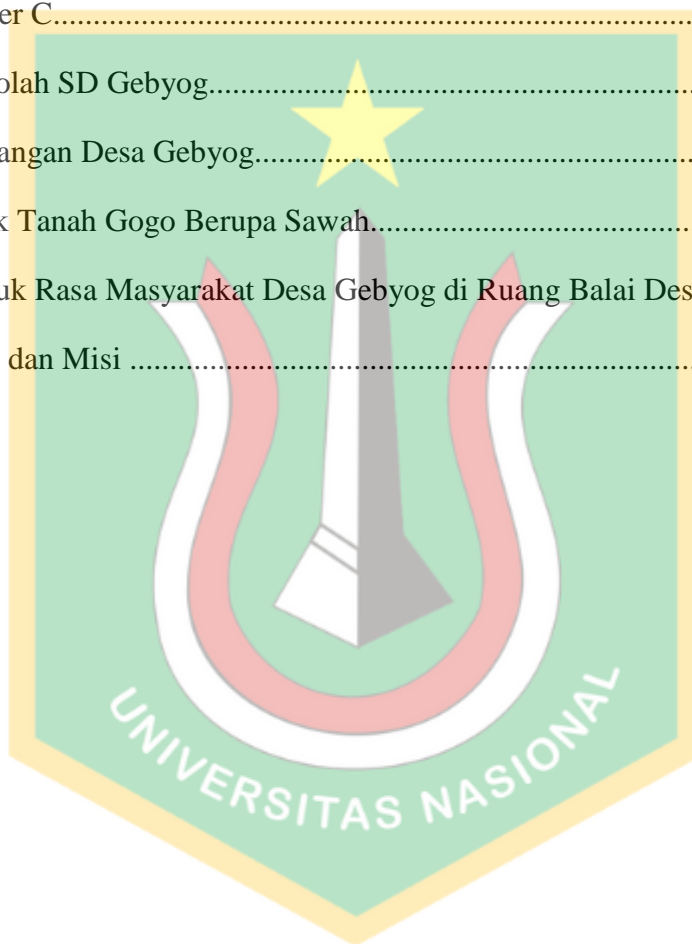 er C
olah SD Gebyog
angan Desa Gebyog
k Tanah Gogo Berupa Sawah
uk Rasa Masyarakat Desa Gebyog di Ruang Balai Des
dan Misi
UNIVERSITAS NASIONAL